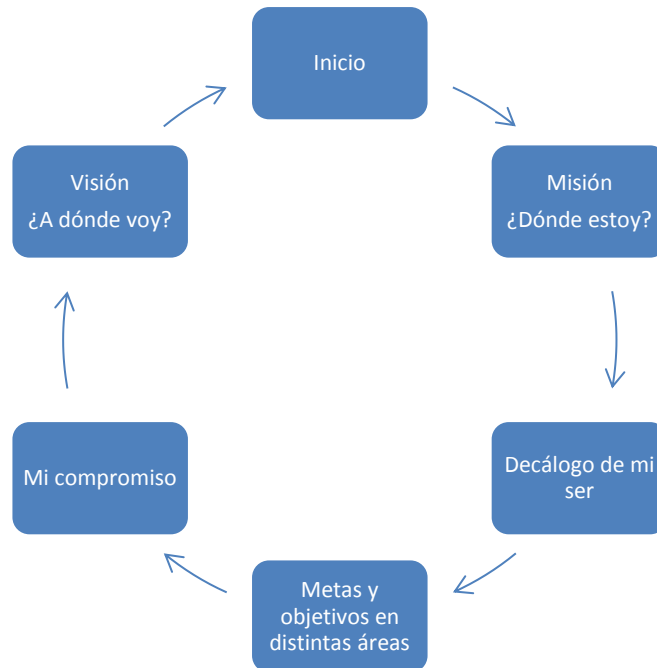 Inicio
Misión
¿Dónde estoy?
Decálogo de mi
ser
Metas y
objetivos en
distintas áreas
Mi compromiso
Visión
¿A dónde voy?